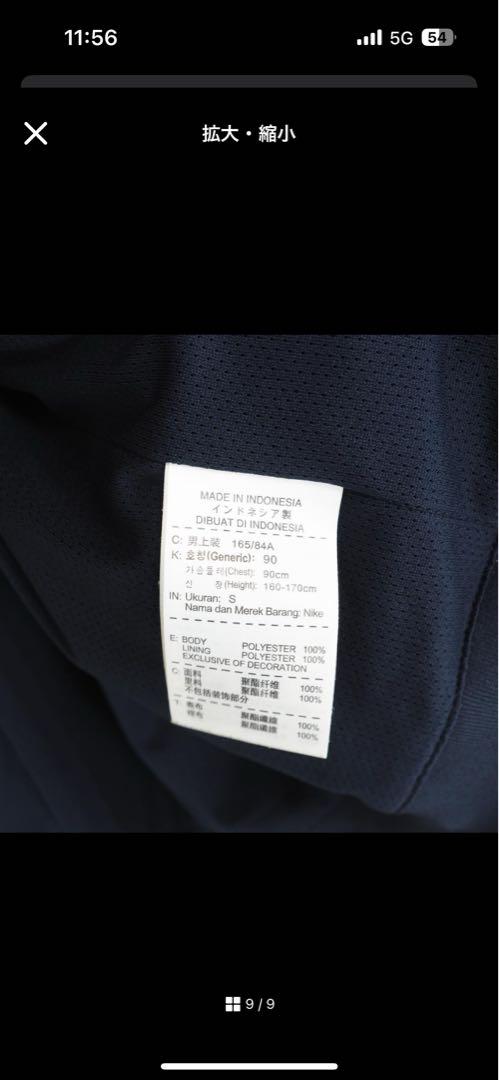 11:56
5G
54
拡大・縮小
MADE IN INDONESIA
インドネシア製
DIBUAT DI INDONESIA
C: 男上装 165/84A
K: 호칭(Generic): 90
가슴둘레(Chest): 90cm
신 장(Height): 160-170cm
IN: Ukuran: S
Nama dan Merek Barang: Nike
E: BODY POLYESTER 100%
LINING POLYESTER 100%
EXCLUSIVE OF DECORATION
C: 面料 聚酯纤维 100%
里料 聚酯纤维 100%
不包括装饰部分
T: 表布 聚酯纖維 100%
裡布 聚酯纖維 100%
9 / 9